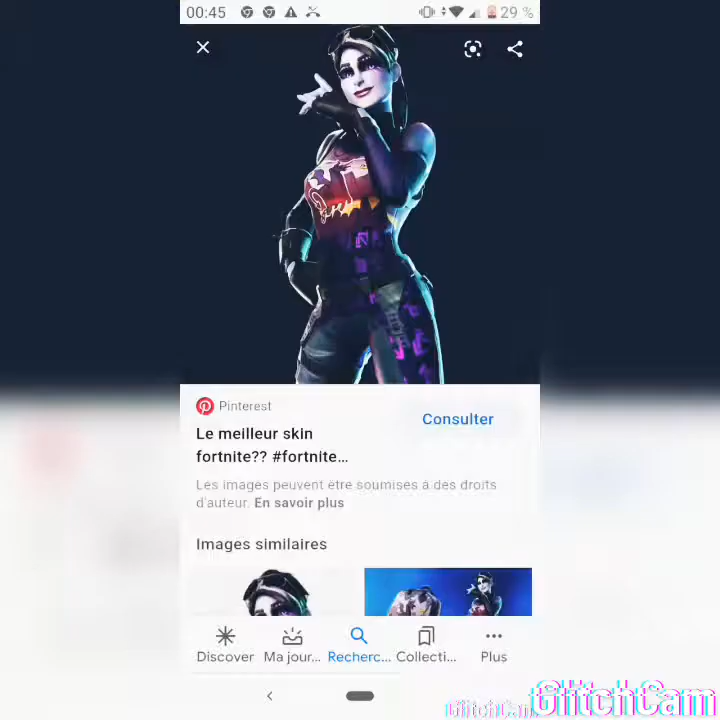 00:45
29 %
Pinterest
Le meilleur skin
fortnite?? #fortnite...
Consulter
Les images peuvent être soumises à des droits
d'auteur. En savoir plus
Images similaires
Discover Ma jour... Recherc... Collecti... Plus
GlitchCam GlitchCam